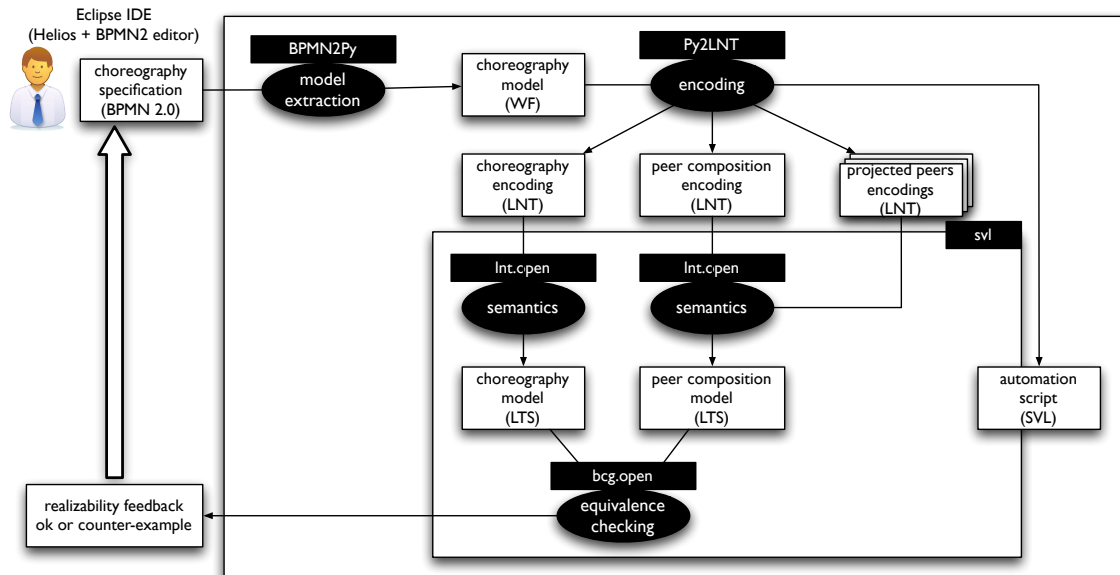 Eclipse IDE
(Helios + BPMN2 editor)
choreography
specification
(BPMN 2.0)
BPMN2Py
model
extraction
choreography
model
(WF)
Py2LNT
encoding
choreography
encoding
(LNT)
peer composition
encoding
(LNT)
projected peers
encodings
(LNT)
svl
lnt.open
semantics
lnt.open
semantics
choreography
model
(LTS)
peer composition
model
(LTS)
automation
script
(SVL)
bcg.open
equivalence
checking
realizability feedback
ok or counter-example